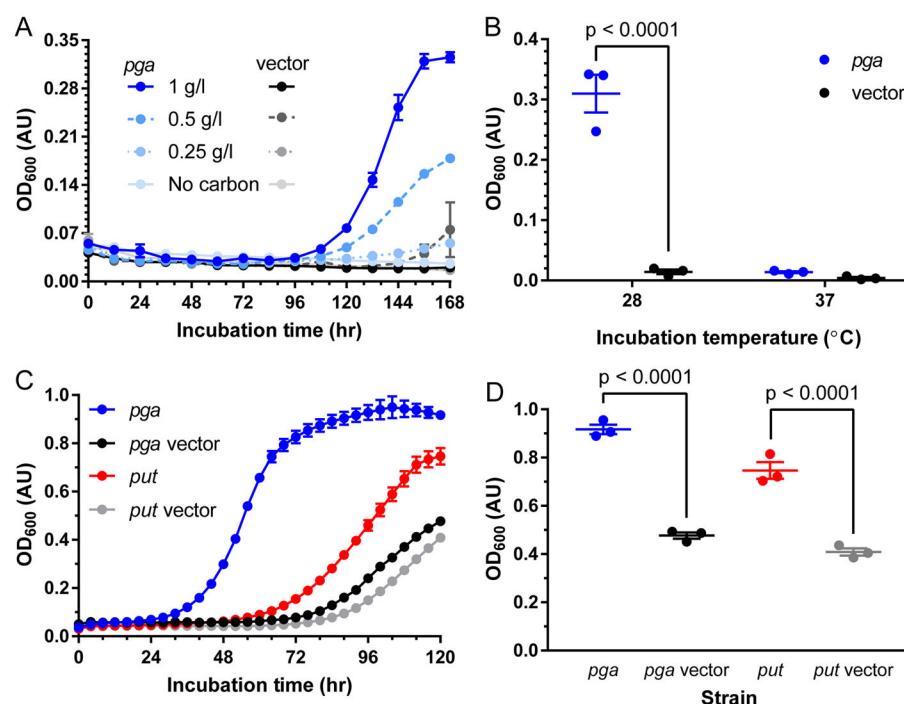 A
OD600 (AU)
0.35
0.28
0.21
0.14
0.07
0.00
pga vector
1 g/l
0.5 g/l
0.25 g/l
No carbon
0 24 48 72 96 120 144 168
Incubation time (hr)
B
p < 0.0001
OD600 (AU)
0.4
0.3
0.2
0.1
0.0
pga
vector
28 37
Incubation temperature (°C)
C
OD600 (AU)
1.0
0.8
0.6
0.4
0.2
0.0
pga
pga vector
put
put vector
0 24 48 72 96 120
Incubation time (hr)
D
p < 0.0001
p < 0.0001
OD600 (AU)
1.0
0.8
0.6
0.4
0.2
0.0
pga pga vector put put vector
Strain